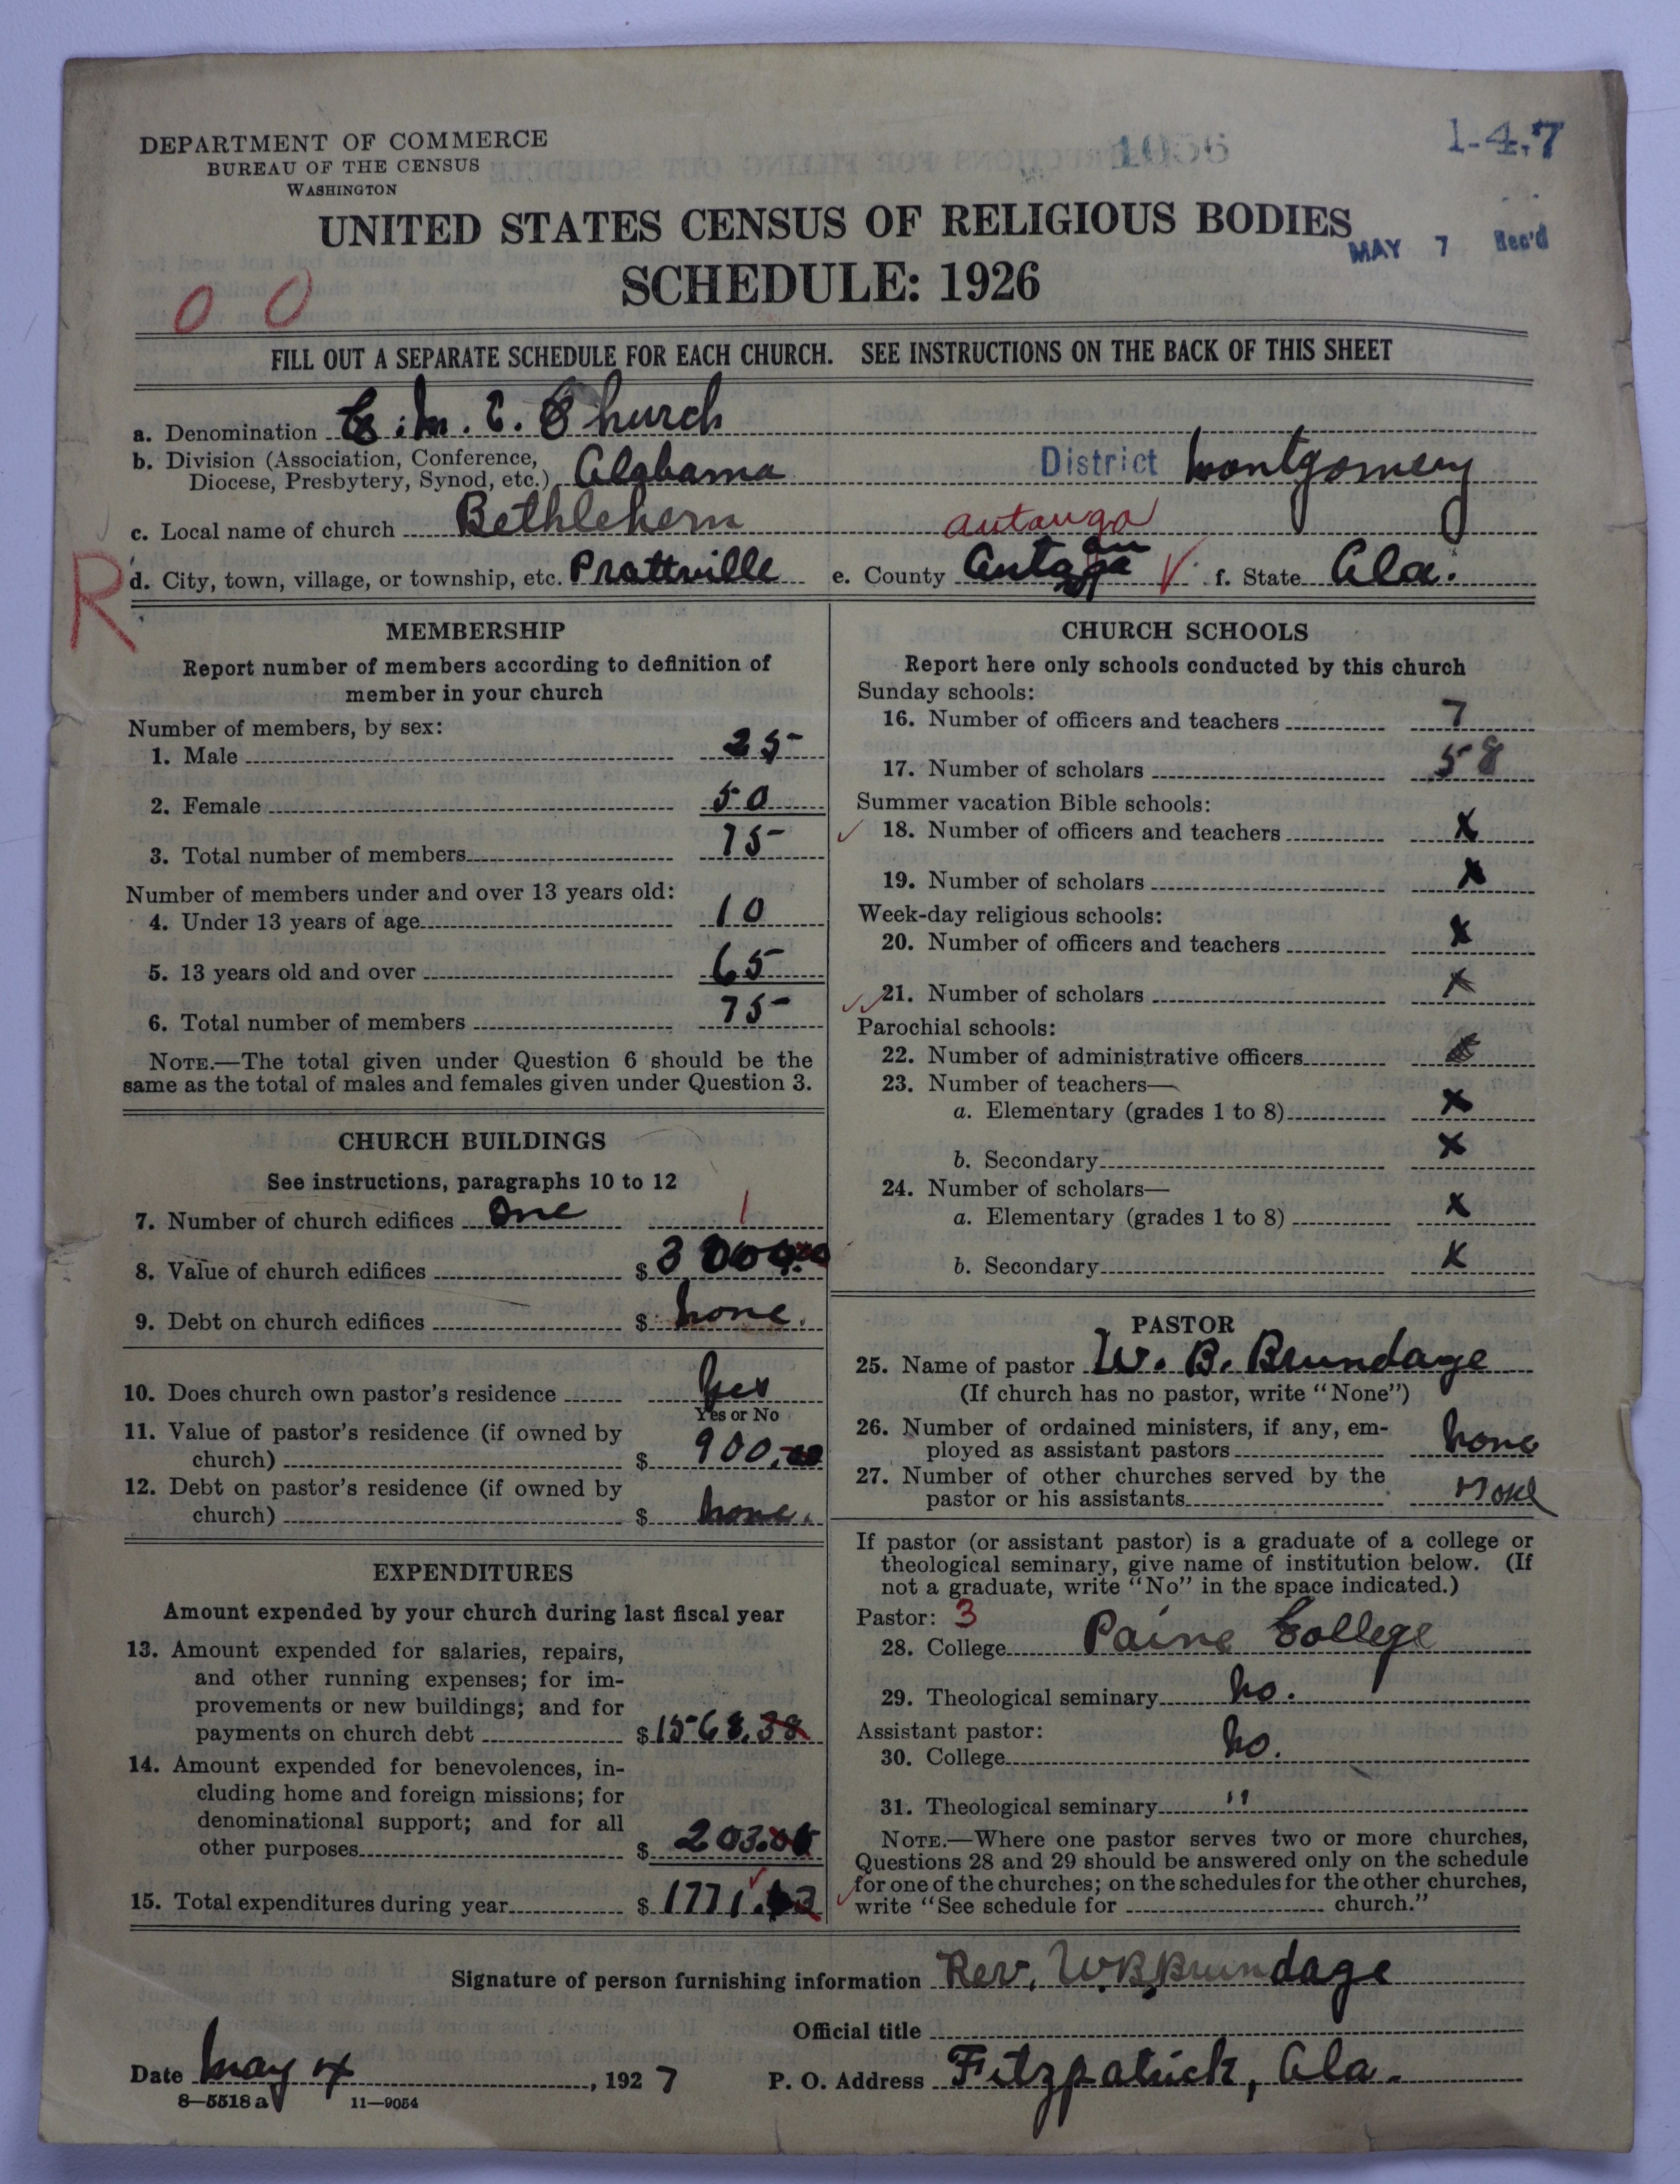 DEPARTMENT OF COMMERCE
BUREAU OF THE CENSUS
WASHINGTON
1056
1-4.7
UNITED STATES CENSUS OF RELIGIOUS BODIES
MAY 7 Rec'd
SCHEDULE: 1926
0 0
FILL OUT A SEPARATE SCHEDULE FOR EACH CHURCH. SEE INSTRUCTIONS ON THE BACK OF THIS SHEET
a. Denomination C. M. E. Church
b. Division (Association, Conference, Diocese, Presbytery, Synod, etc.) Alabama District Montgomery
c. Local name of church Bethlehem
autauga
R
d. City, town, village, or township, etc. Prattville e. County Autauga f. State Ala.
MEMBERSHIP
Report number of members according to definition of
member in your church
Number of members, by sex:
1. Male 25
2. Female 50
3. Total number of members 75
Number of members under and over 13 years old:
4. Under 13 years of age 10
5. 13 years old and over 65
6. Total number of members 75
NOTE.—The total given under Question 6 should be the
same as the total of males and females given under Question 3.
CHURCH BUILDINGS
See instructions, paragraphs 10 to 12
7. Number of church edifices One 1
8. Value of church edifices $ 3000.00
9. Debt on church edifices $ none.
10. Does church own pastor's residence Yes
Yes or No
11. Value of pastor's residence (if owned by
church) $ 900.00
12. Debt on pastor's residence (if owned by
church) $ none.
EXPENDITURES
Amount expended by your church during last fiscal year
13. Amount expended for salaries, repairs,
and other running expenses; for im-
provements or new buildings; and for
payments on church debt $ 1568.38
14. Amount expended for benevolences, in-
cluding home and foreign missions; for
denominational support; and for all
other purposes $ 203.
15. Total expenditures during year $ 1771.
CHURCH SCHOOLS
Report here only schools conducted by this church
Sunday schools:
16. Number of officers and teachers 7
17. Number of scholars 58
Summer vacation Bible schools:
18. Number of officers and teachers X
19. Number of scholars X
Week-day religious schools:
20. Number of officers and teachers X
21. Number of scholars X
Parochial schools:
22. Number of administrative officers
23. Number of teachers—
a. Elementary (grades 1 to 8) X
b. Secondary X
24. Number of scholars—
a. Elementary (grades 1 to 8) X
b. Secondary X
PASTOR
25. Name of pastor W. B. Brundage
(If church has no pastor, write "None")
26. Number of ordained ministers, if any, em-
ployed as assistant pastors none
27. Number of other churches served by the
pastor or his assistants None
If pastor (or assistant pastor) is a graduate of a college or
theological seminary, give name of institution below. (If
not a graduate, write "No" in the space indicated.)
Pastor: 3
28. College Paine College
29. Theological seminary no.
Assistant pastor:
30. College no.
31. Theological seminary "
NOTE.—Where one pastor serves two or more churches,
Questions 28 and 29 should be answered only on the schedule
for one of the churches; on the schedules for the other churches,
write "See schedule for church."
Signature of person furnishing information Rev. W B Brundage
Official title
Date May 4, 1927 P. O. Address Fitzpatrick, Ala.
8—5518 a 11—9054